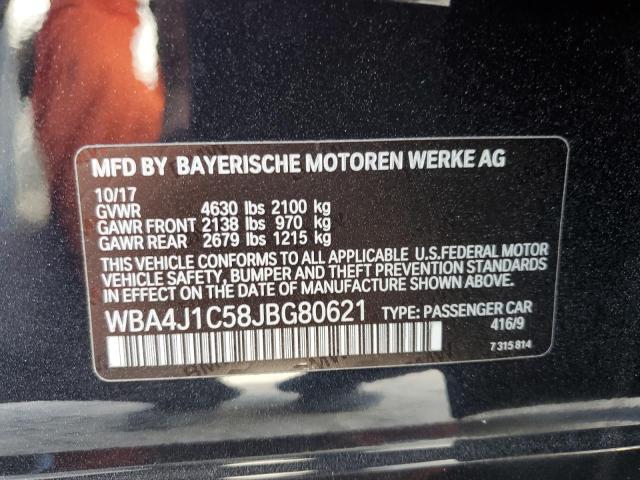 MFD BY BAYERISCHE MOTOREN WERKE AG
10/17
GVWR 4630 lbs 2100 kg
GAWR FRONT 2138 lbs 970 kg
GAWR REAR 2679 lbs 1215 kg
THIS VEHICLE CONFORMS TO ALL APPLICABLE U.S.FEDERAL MOTOR
VEHICLE SAFETY, BUMPER AND THEFT PREVENTION STANDARDS
IN EFFECT ON THE DATE OF MANUFACTURE SHOWN ABOVE.
WBA4J1C58JBG80621 TYPE: PASSENGER CAR
416/9
7 315 814